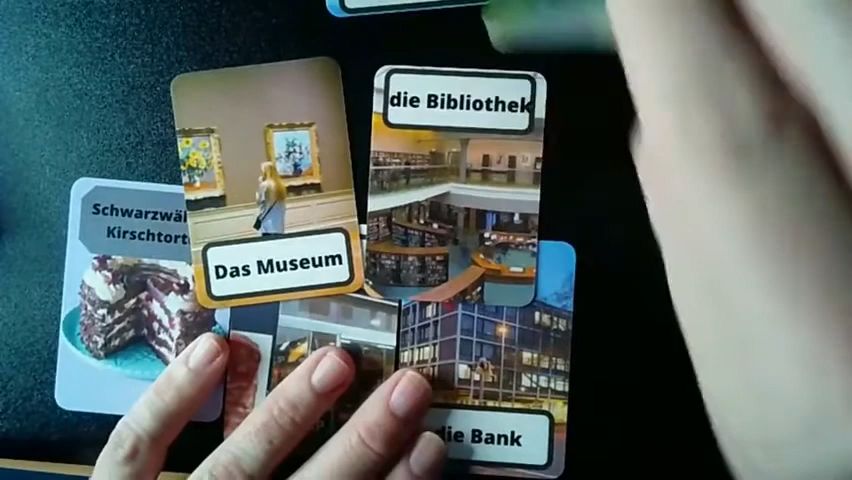 die Bibliothek
Schwarzwäl
Kirschtort
Das Museum
die Bank